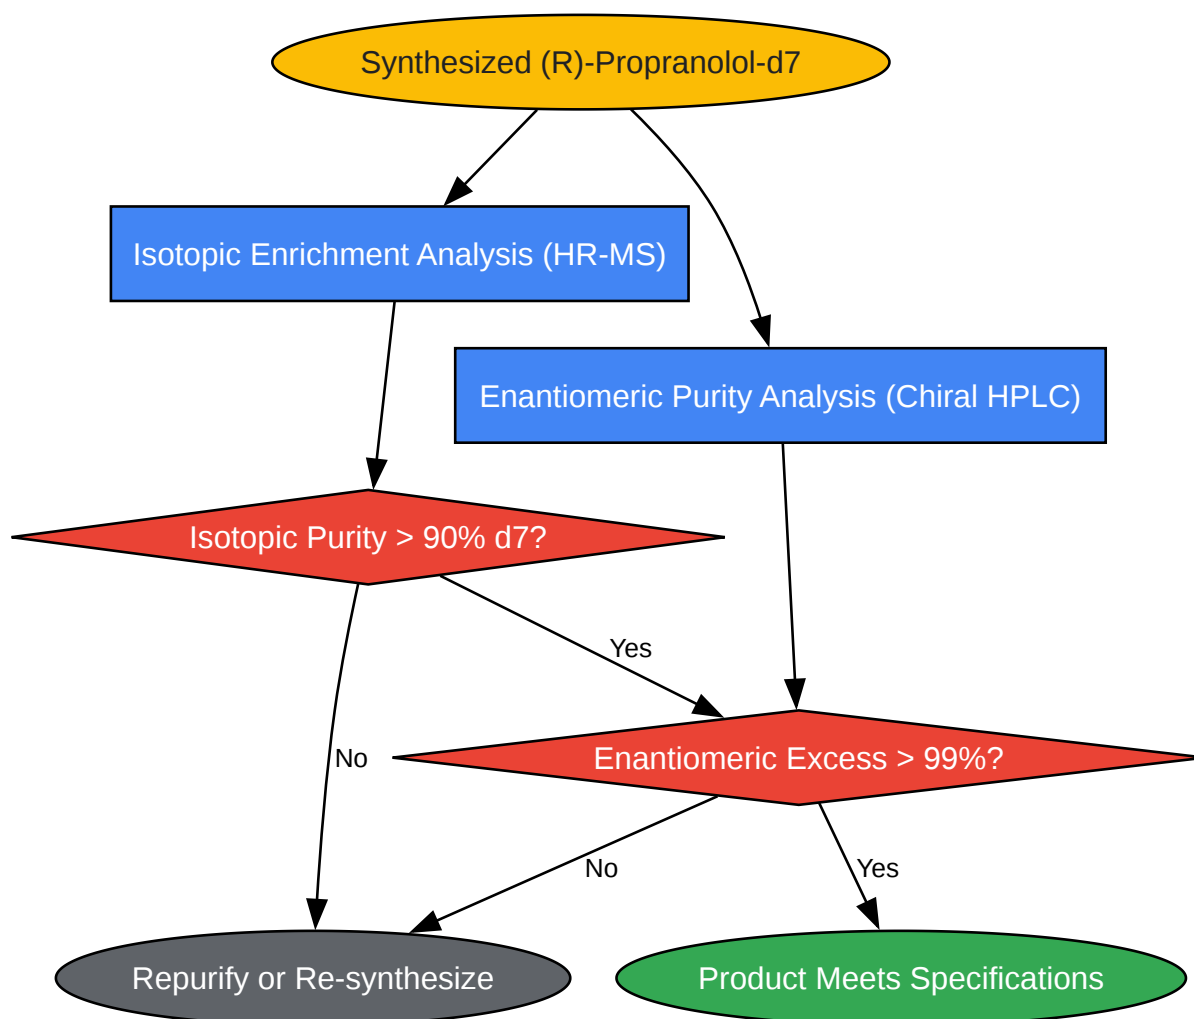 Synthesized (R)-Propranolol-d7
Isotopic Enrichment Analysis (HR-MS)
Enantiomeric Purity Analysis (Chiral HPLC)
Isotopic Purity > 90% d7?
Yes
No
Enantiomeric Excess > 99%?
No
Yes
Repurify or Re-synthesize
Product Meets Specifications